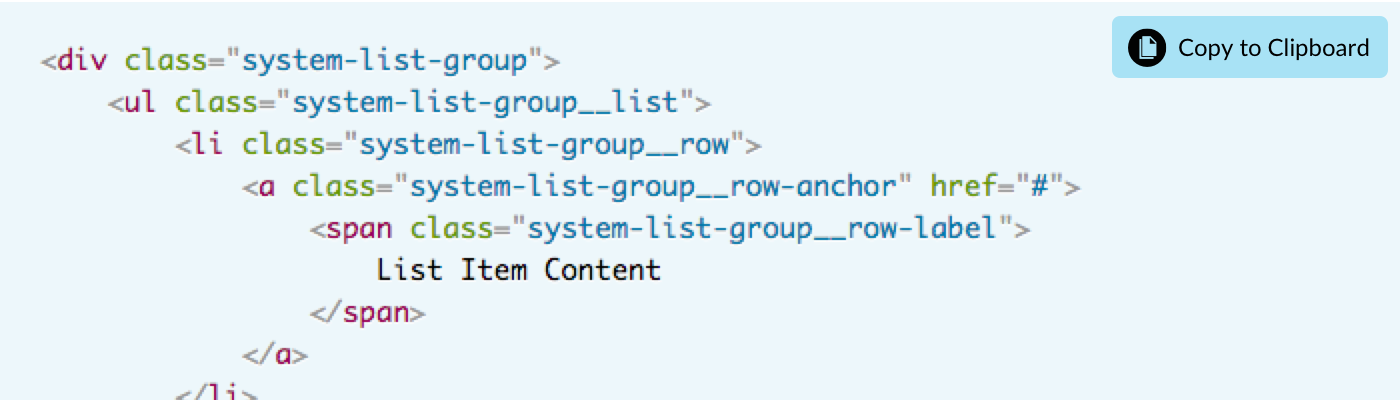 Copy to Clipboard
<div class="system-list-group">
    <ul class="system-list-group__list">
        <li class="system-list-group__row">
            <a class="system-list-group__row-anchor" href="#">
                <span class="system-list-group__row-label">
                    List Item Content
                </span>
            </a>
        </li>